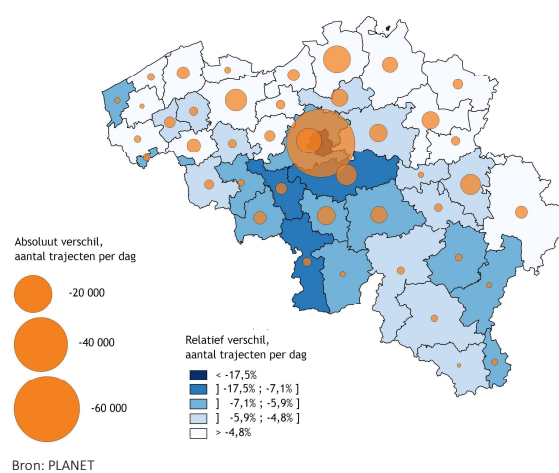 Absoluut verschil,
aantal trajecten per dag
-20 000
-40 000
-60 000
Relatief verschil,
aantal trajecten per dag
< -17,5%
] -17,5% ; -7,1% ]
] -7,1% ; -5,9% ]
] -5,9% ; -4,8% ]
> -4,8%
Bron: PLANET